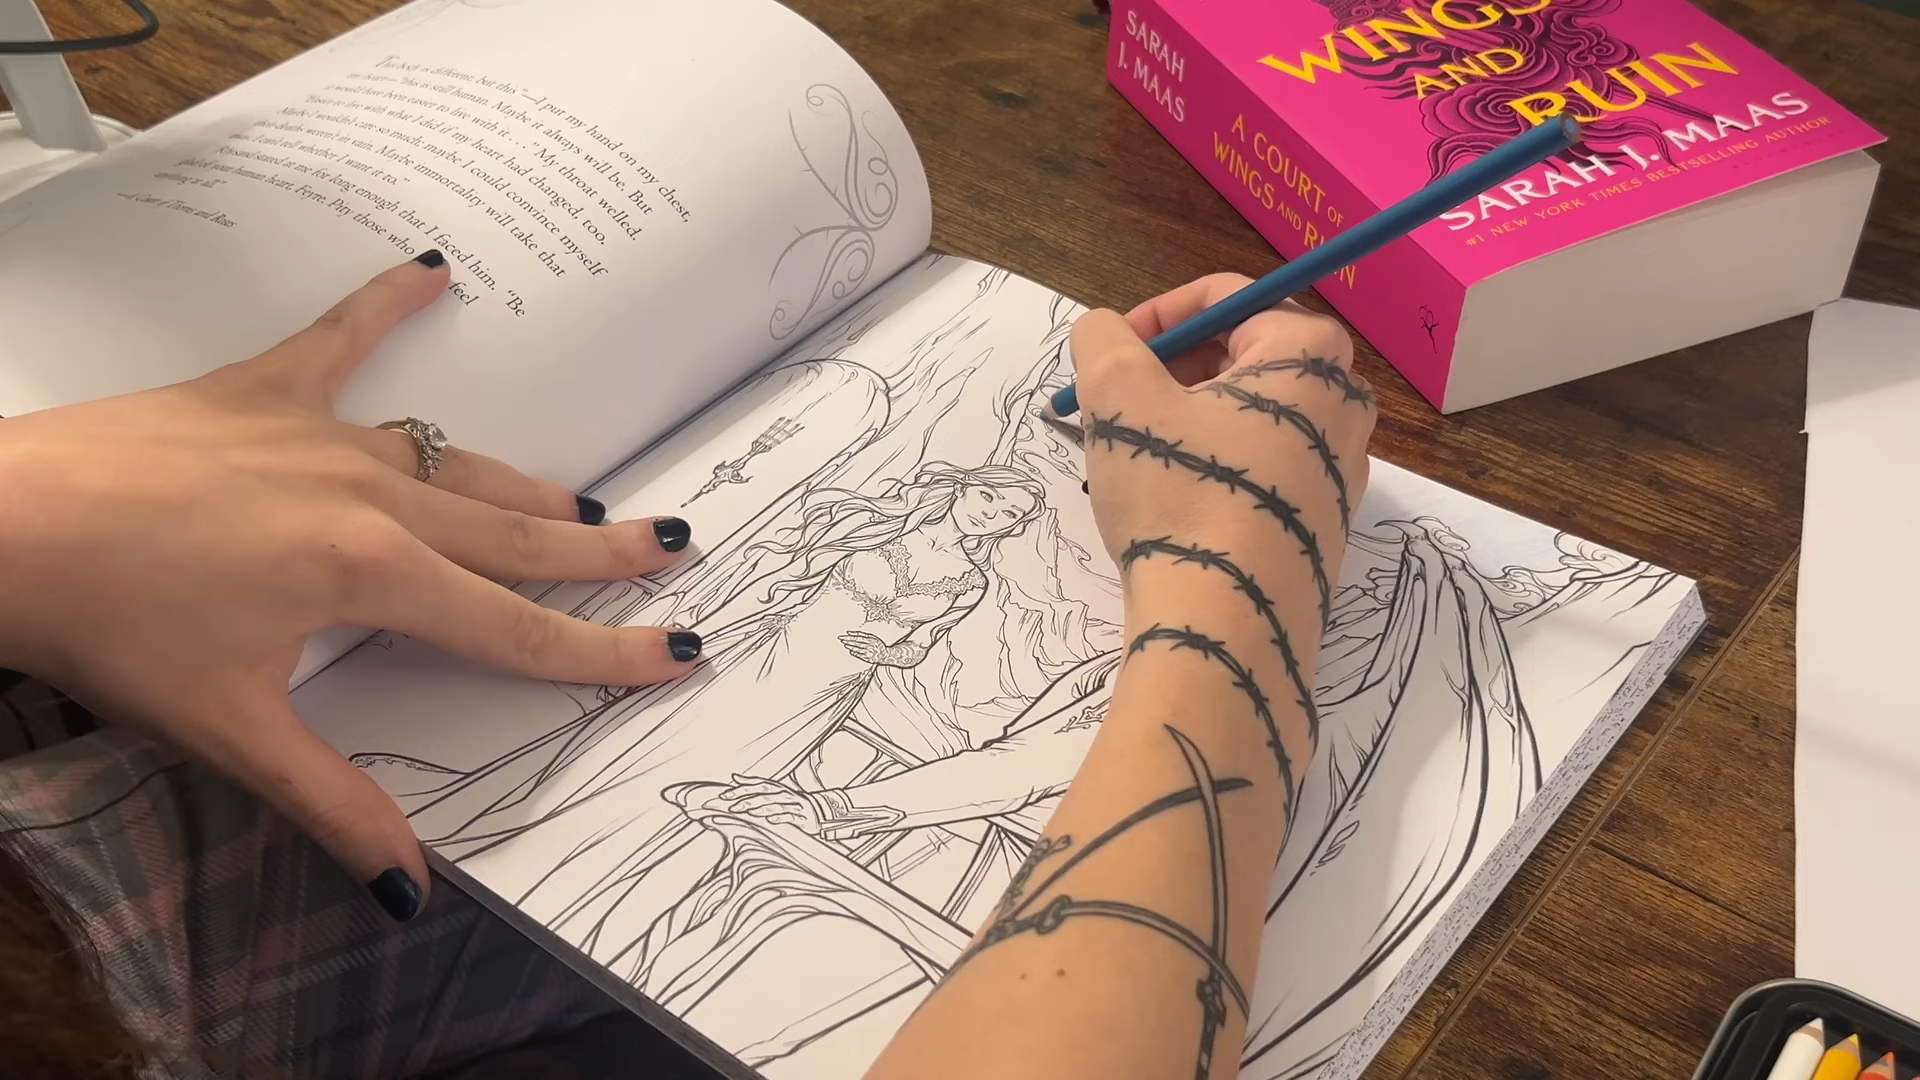 This body is different, but this"—I put my hand on my chest,
my heart—"this is still human. Maybe it always will be. But
it would have been easier to live with it . . ." My throat welled.
"Easier to live with what I did if my heart had changed, too.
Maybe I wouldn't care so much; maybe I could convince myself
their deaths weren't in vain. Maybe immortality will take that
away. I can't tell whether I want it to."
Rhysand stared at me for long enough that I faced him. "Be
glad of your human heart, Feyre. Pity those who feel
anything at all."
—A Court of Thorns and Roses
SARAH
J. MAAS
A COURT OF
WINGS AND RUIN
WINGS
AND
RUIN
SARAH J. MAAS
#1 NEW YORK TIMES BESTSELLING AUTHOR